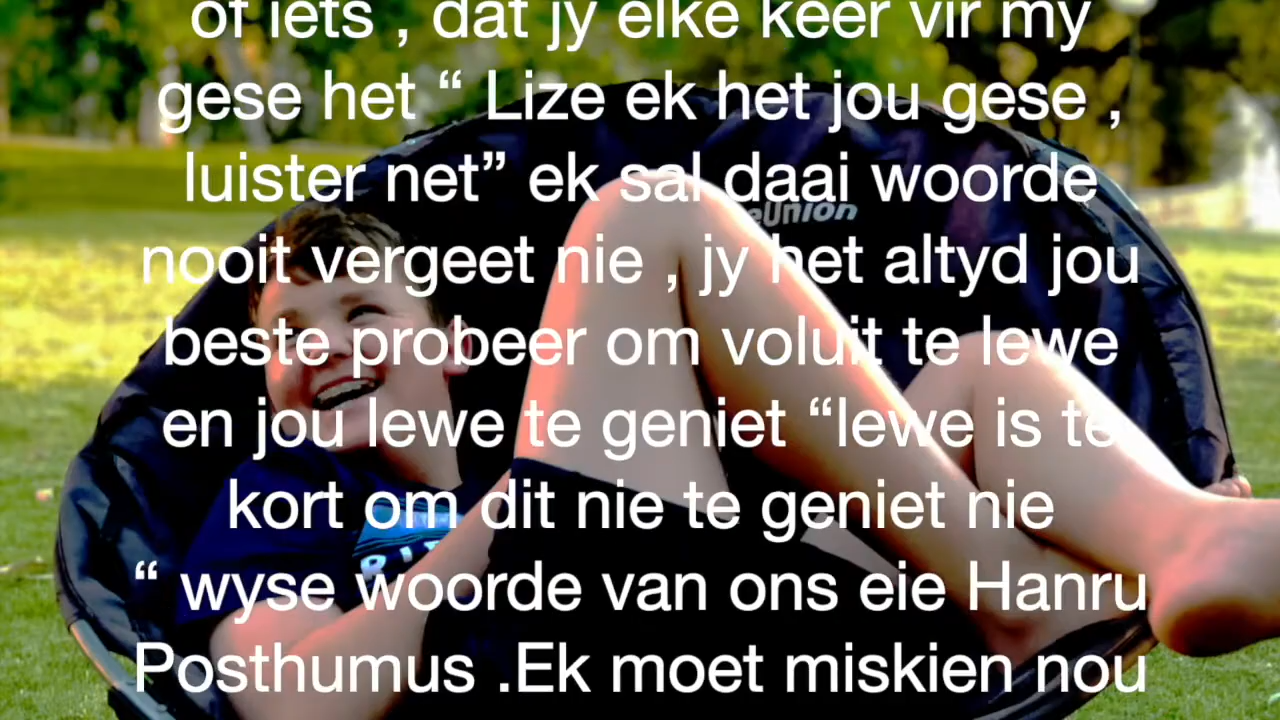 of iets , dat jy elke keer vir my
gese het “ Lize ek het jou gese ,
luister net” ek sal daai woorde
eUnion
nooit vergeet nie , jy het altyd jou
beste probeer om voluit te lewe
en jou lewe te geniet “lewe is te
kort om dit nie te geniet nie
“ wyse woorde van ons eie Hanru
Posthumus .Ek moet miskien nou